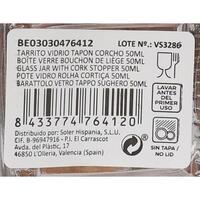 BE03030476412
LOTE Nº.: VS3286
TARRITO VIDRIO TAPON CORCHO 50ML
BOÎTE VERRE BOUCHON DE LIÈGE 50ML
GLASS JAR WITH CORK STOPPER 50ML
POTE VIDRO ROLHA CORTIÇA 50ML
BARATTOLO VETRO TAPPO SUGHERO 50ML
LAVAR
ANTES DEL
PRIMER
USO
8 433774 764120
Distribuido por: Soler Hispania, S.L.
CIF. B-96947916 - P.I. El Carrascot
Avda. del Plàstic, 17
46850 L'Olleria, Valencia (Spain)
SIN TAPA/
NO LID